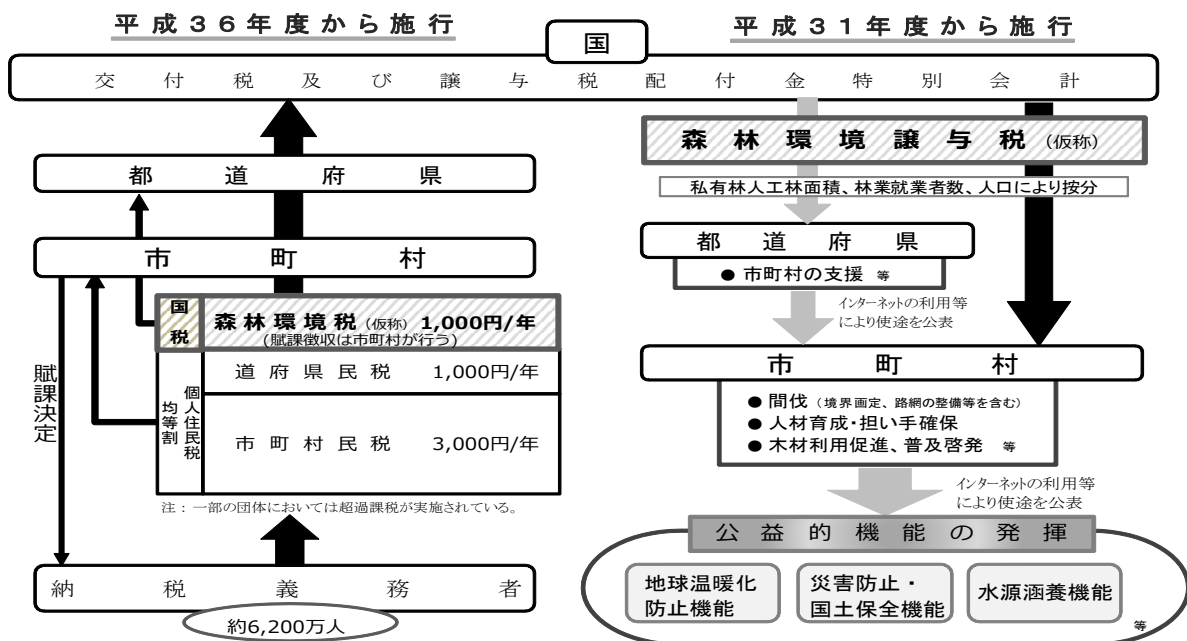 平成36年度から施行
平成31年度から施行
国
交付税及び譲与税配付金特別会計
都道府県
市町村
国税
森林環境税(仮称) 1,000円/年
(賦課徴収は市町村が行う)
個人住民税
均等割
道府県民税 1,000円/年
市町村民税 3,000円/年
賦課決定
注:一部の団体においては超過課税が実施されている。
納税義務者
約6,200万人
森林環境譲与税(仮称)
私有林人工林面積、林業就業者数、人口により按分
都道府県
● 市町村の支援 等
インターネットの利用等
により使途を公表
市町村
● 間伐(境界画定、路網の整備等を含む)
● 人材育成・担い手確保
● 木材利用促進、普及啓発 等
インターネットの利用等
により使途を公表
公益的機能の発揮
地球温暖化
防止機能
災害防止・
国土保全機能
水源涵養機能
等